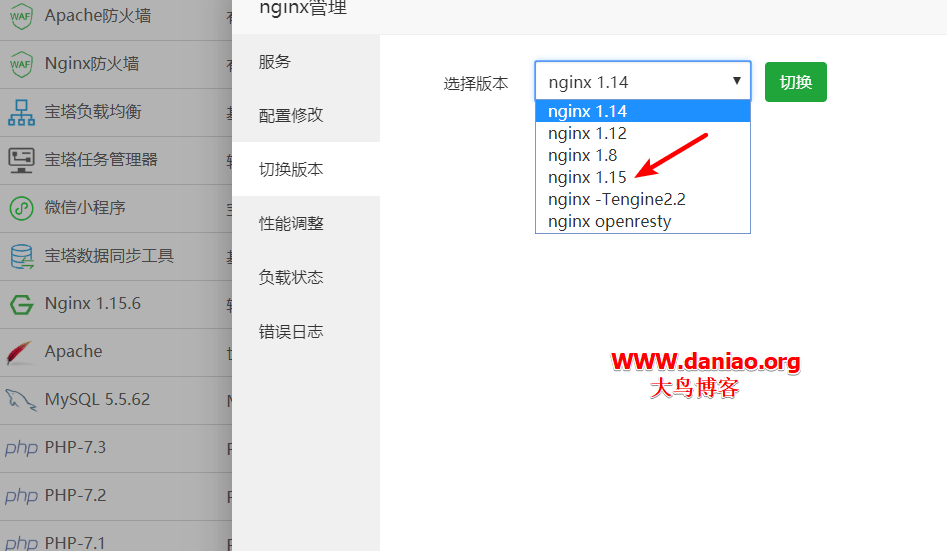 nginx管理
Apache防火墙
Nginx防火墙
宝塔负载均衡
宝塔任务管理器
微信小程序
宝塔数据同步工具
Nginx 1.15.6
Apache
MySQL 5.5.62
php PHP-7.3
php PHP-7.2
php PHP-7.1
服务
配置修改
切换版本
性能调整
负载状态
错误日志
选择版本 nginx 1.14 切换
nginx 1.14
nginx 1.12
nginx 1.8
nginx 1.15
nginx -Tengine2.2
nginx openresty
WWW.daniao.org
大鸟博客